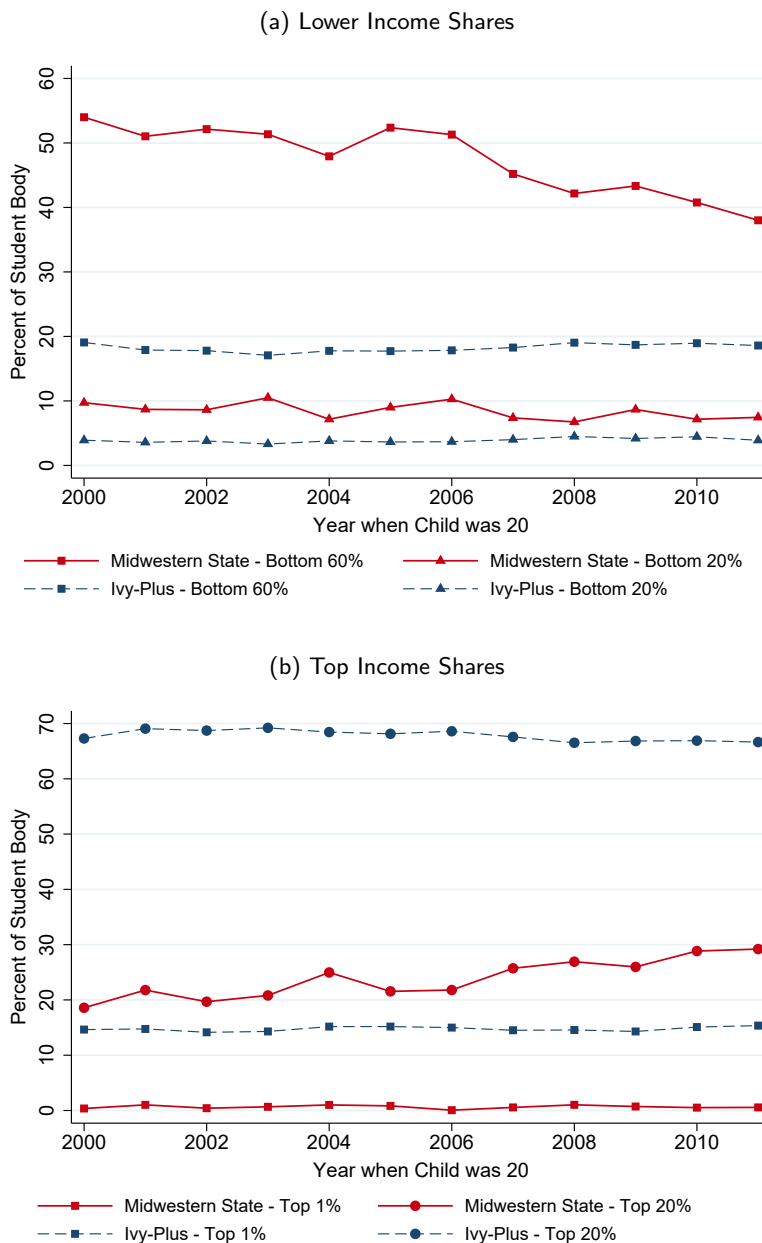 (a) Lower Income Shares
60
50
40
30
20
10
0
Percent of Student Body
2000 2002 2004 2006 2008 2010
Year when Child was 20
Midwestern State - Bottom 60% Midwestern State - Bottom 20%
Ivy-Plus - Bottom 60% Ivy-Plus - Bottom 20%
(b) Top Income Shares
70
60
50
40
30
20
10
0
Percent of Student Body
2000 2002 2004 2006 2008 2010
Year when Child was 20
Midwestern State - Top 1% Midwestern State - Top 20%
Ivy-Plus - Top 1% Ivy-Plus - Top 20%